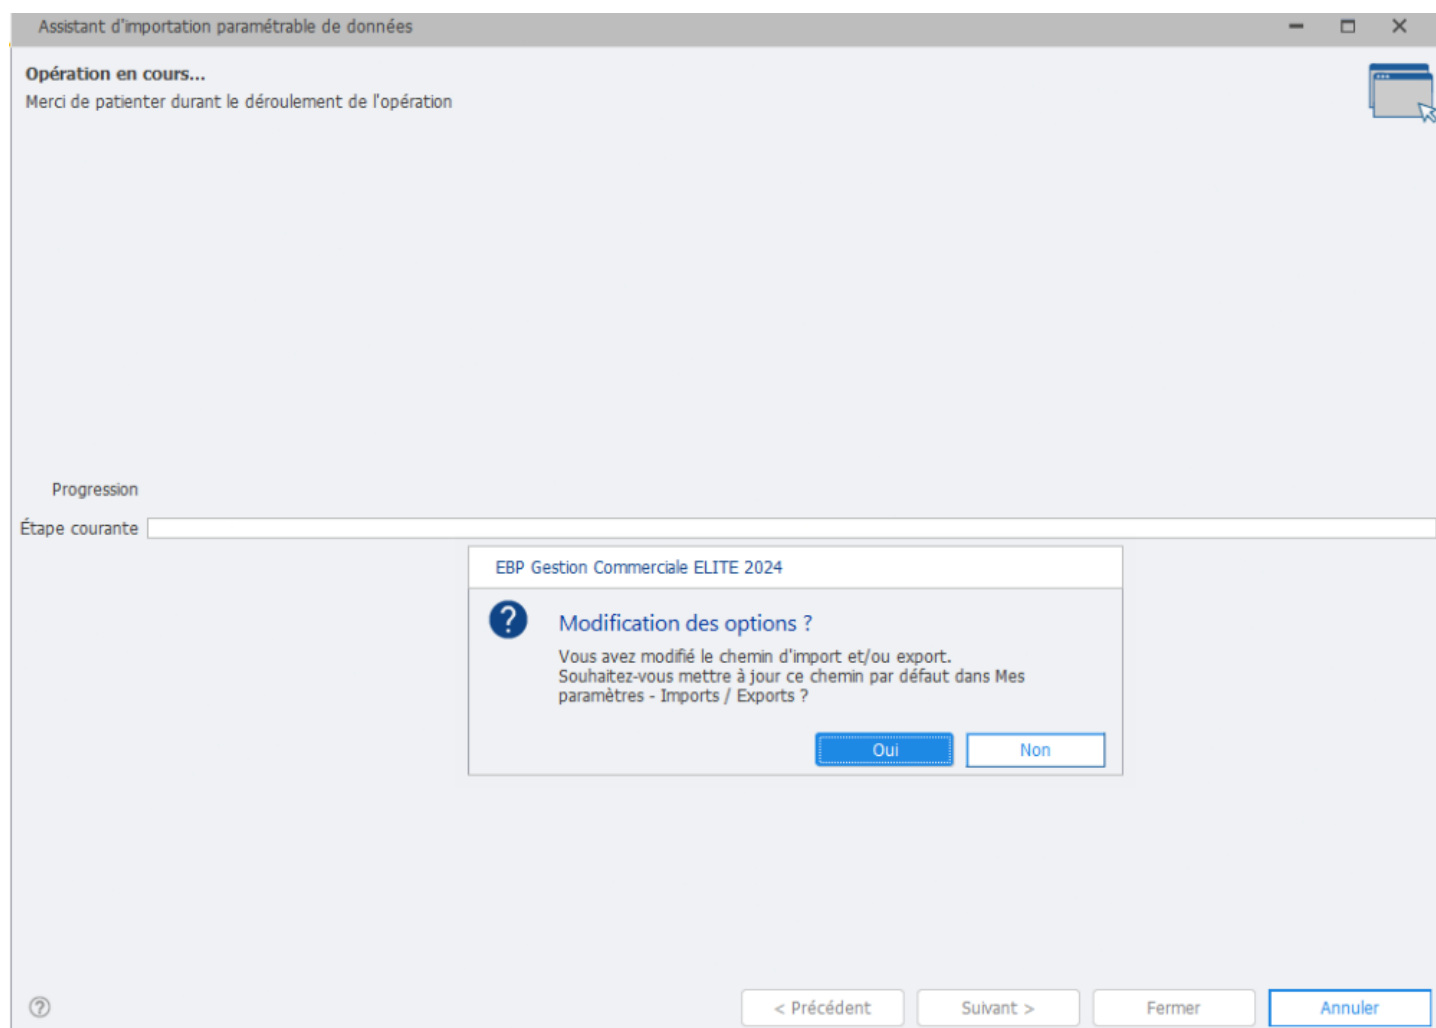 Assistant d'importation paramétrable de données
Opération en cours...
Merci de patienter durant le déroulement de l'opération
Progression
Étape courante
EBP Gestion Commerciale ELITE 2024
?
Modification des options ?
Vous avez modifié le chemin d'import et/ou export.
Souhaitez-vous mettre à jour ce chemin par défaut dans Mes
paramètres - Imports / Exports ?
Oui
Non
?
< Précédent
Suivant >
Fermer
Annuler